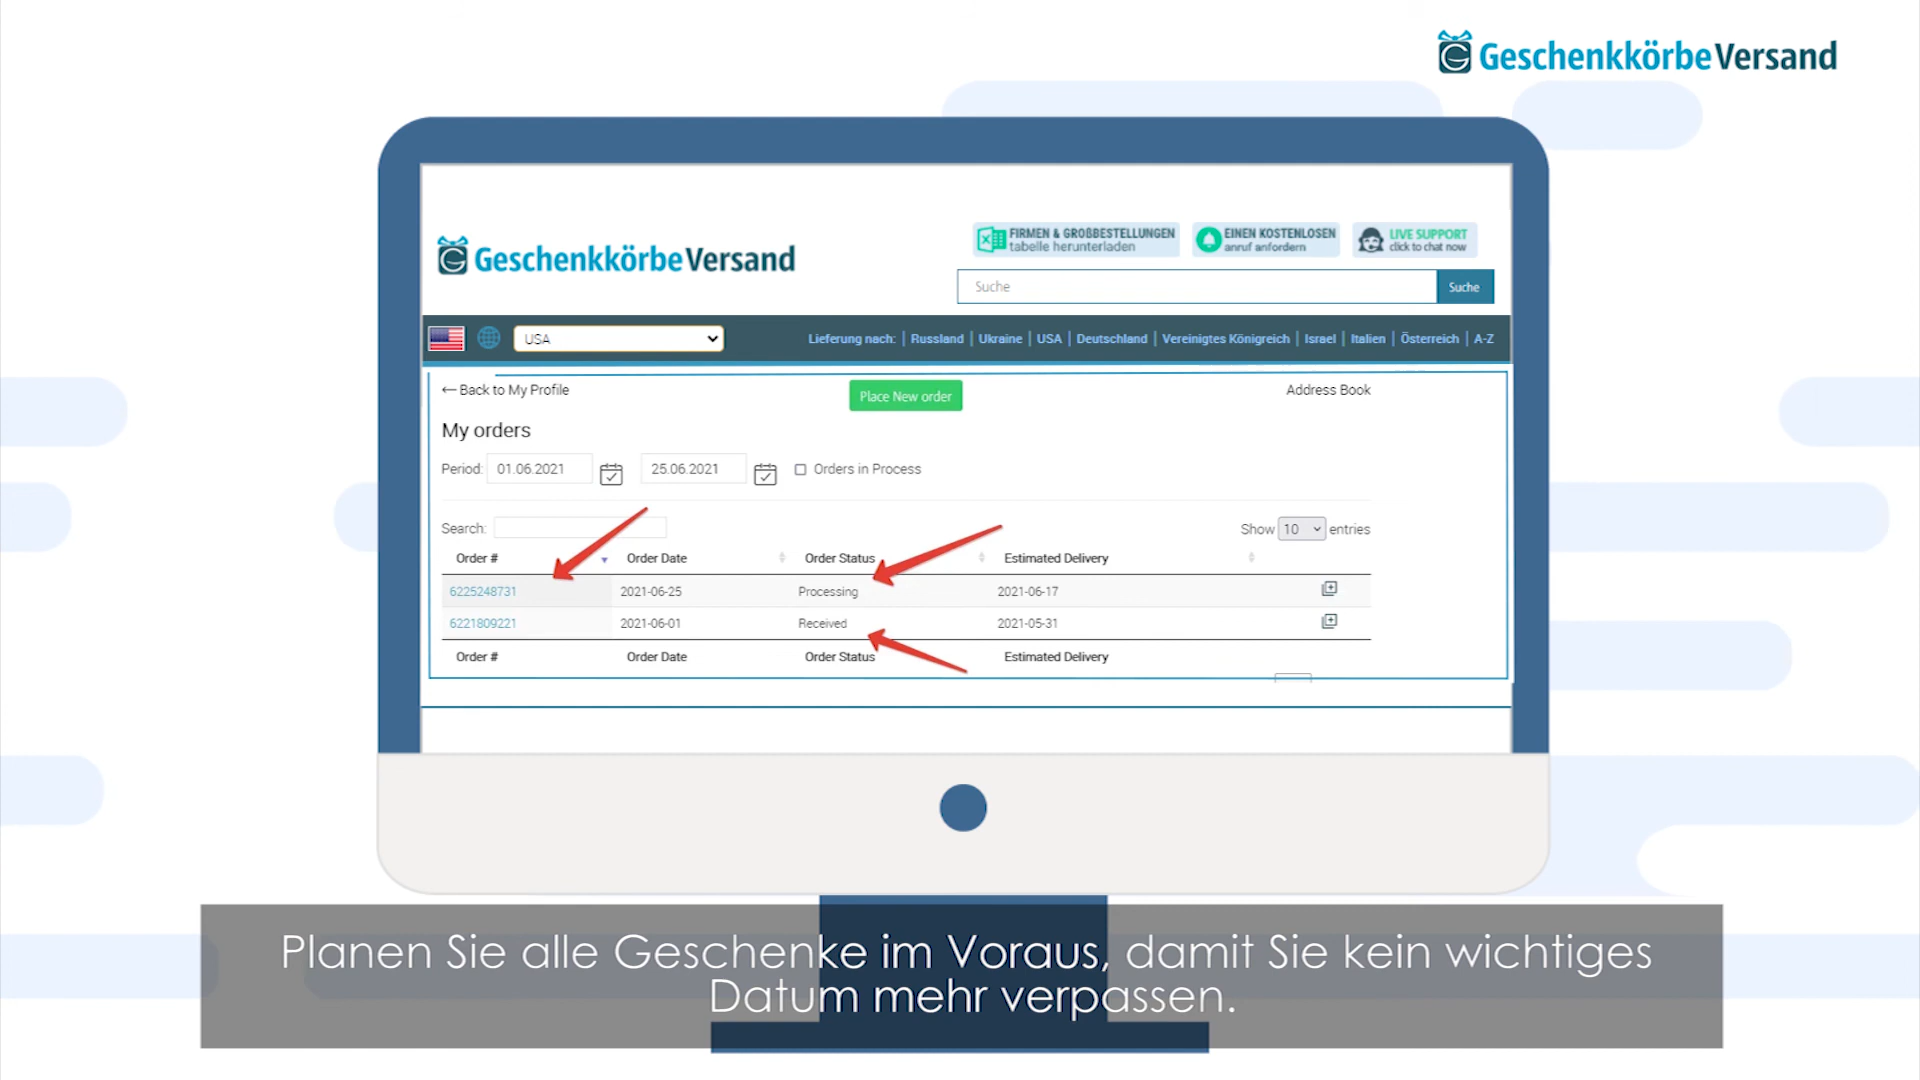 GeschenkkörbeVersand
FIRMEN & GROßBESTELLUNGEN
tabelle herunterladen
EINEN KOSTENLOSEN
anruf anfordern
LIVE SUPPORT
click to chat now
GeschenkkörbeVersand
Suche
Suche
USA
Lieferung nach: | Russland | Ukraine | USA | Deutschland | Vereinigtes Königreich | Israel | Italien | Österreich | A-Z
← Back to My Profile
Place New order
Address Book
My orders
Period: 01.06.2021 25.06.2021 Orders in Process
Search: Show 10 entries
Order # Order Date Order Status Estimated Delivery
6225248731 2021-06-25 Processing 2021-06-17
6221809221 2021-06-01 Received 2021-05-31
Order # Order Date Order Status Estimated Delivery
Planen Sie alle Geschenke im Voraus, damit Sie kein wichtiges
Datum mehr verpassen.